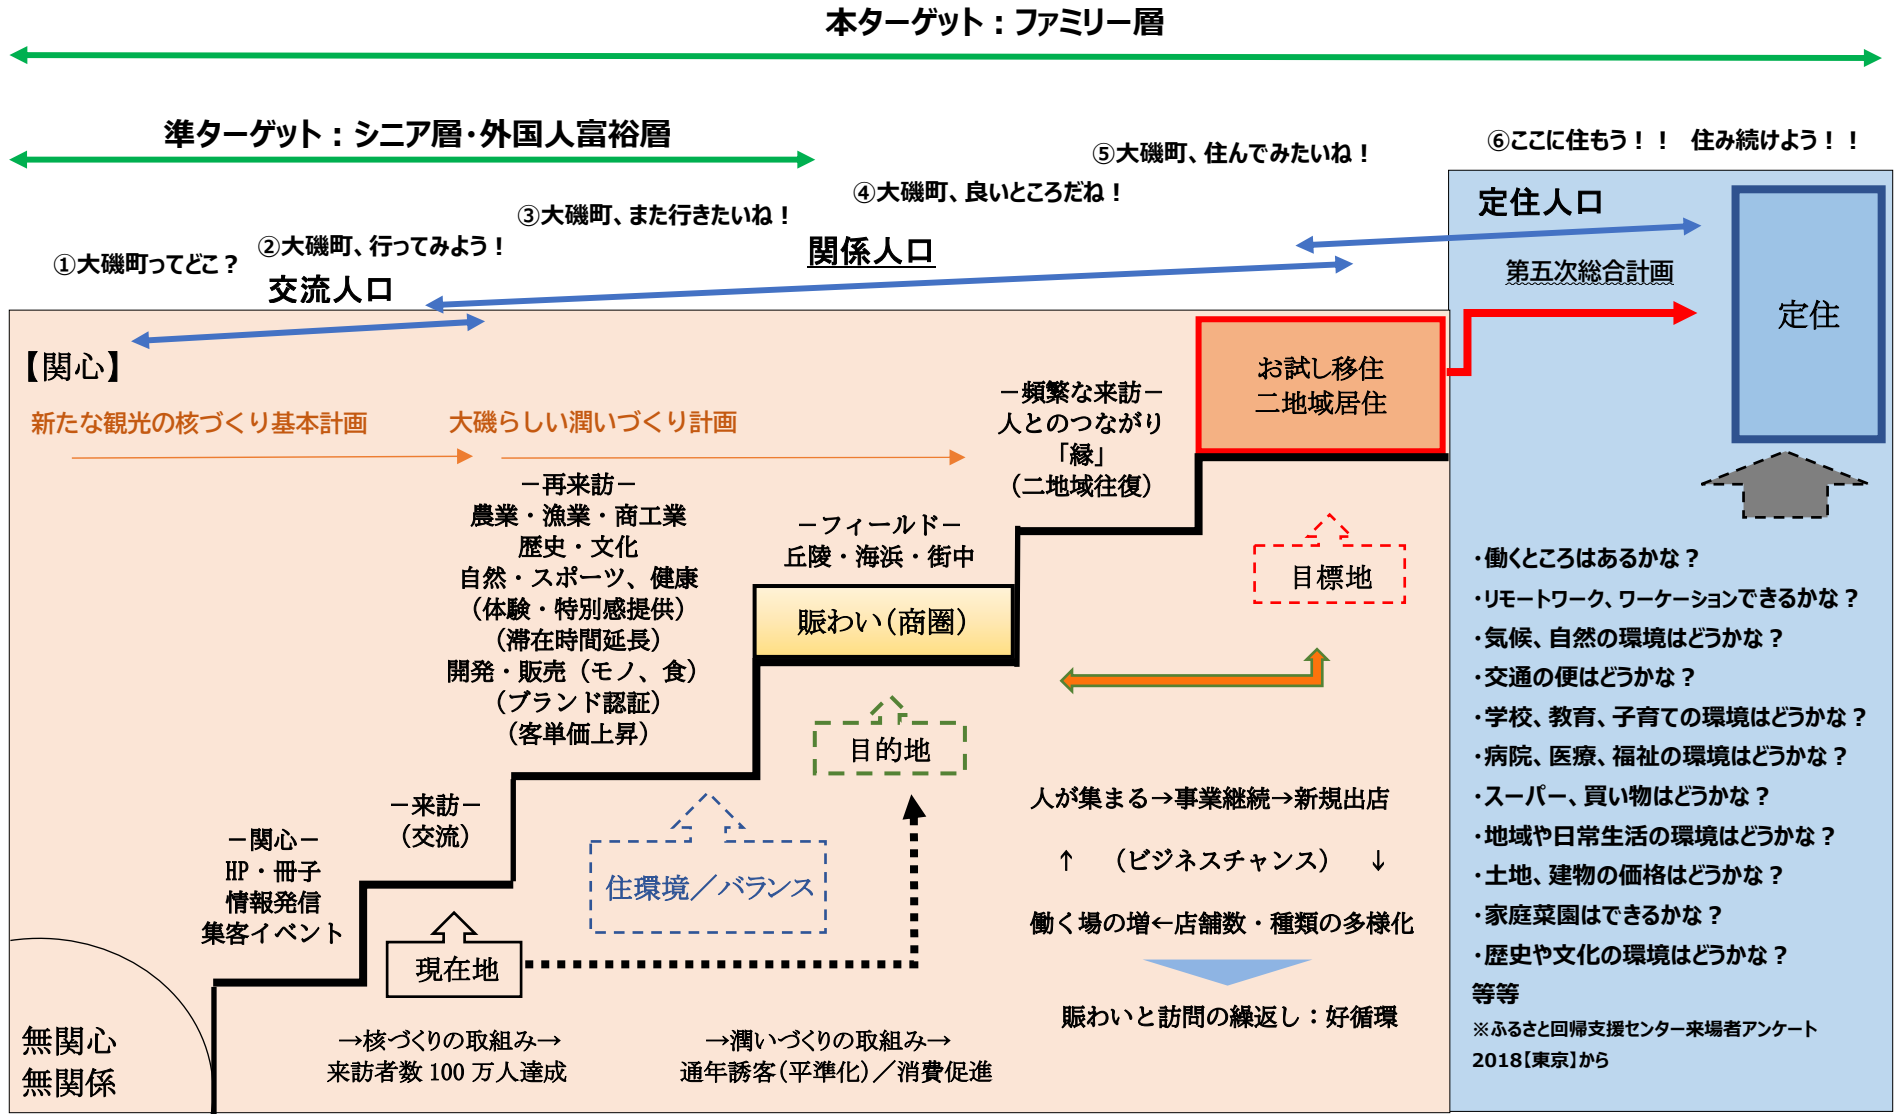 本ターゲット：ファミリー層
準ターゲット：シニア層・外国人富裕層
①大磯町ってどこ？
②大磯町、行ってみよう！
③大磯町、また行きたいね！
④大磯町、良いところだね！
⑤大磯町、住んでみたいね！
⑥ここに住もう！！　住み続けよう！！
交流人口
関係人口
定住人口
第五次総合計画
定住
【関心】
新たな観光の核づくり基本計画
大磯らしい潤いづくり計画
お試し移住
二地域居住
－頻繁な来訪－
人とのつながり
「縁」
（二地域往復）
－再来訪－
農業・漁業・商工業
歴史・文化
自然・スポーツ、健康
（体験・特別感提供）
（滞在時間延長）
開発・販売（モノ、食）
（ブランド認証）
（客単価上昇）
－フィールド－
丘陵・海浜・街中
賑わい（商圏）
目標地
目的地
－来訪－
（交流）
－関心－
HP・冊子
情報発信
集客イベント
住環境／バランス
現在地
無関心
無関係
→核づくりの取組み→
来訪者数 100 万人達成
→潤いづくりの取組み→
通年誘客（平準化）／消費促進
人が集まる→事業継続→新規出店
↑　（ビジネスチャンス）　↓
働く場の増←店舗数・種類の多様化
賑わいと訪問の繰返し：好循環
・働くところはあるかな？
・リモートワーク、ワーケーションできるかな？
・気候、自然の環境はどうかな？
・交通の便はどうかな？
・学校、教育、子育ての環境はどうかな？
・病院、医療、福祉の環境はどうかな？
・スーパー、買い物はどうかな？
・地域や日常生活の環境はどうかな？
・土地、建物の価格はどうかな？
・家庭菜園はできるかな？
・歴史や文化の環境はどうかな？
等等
※ふるさと回帰支援センター来場者アンケート
2018【東京】から